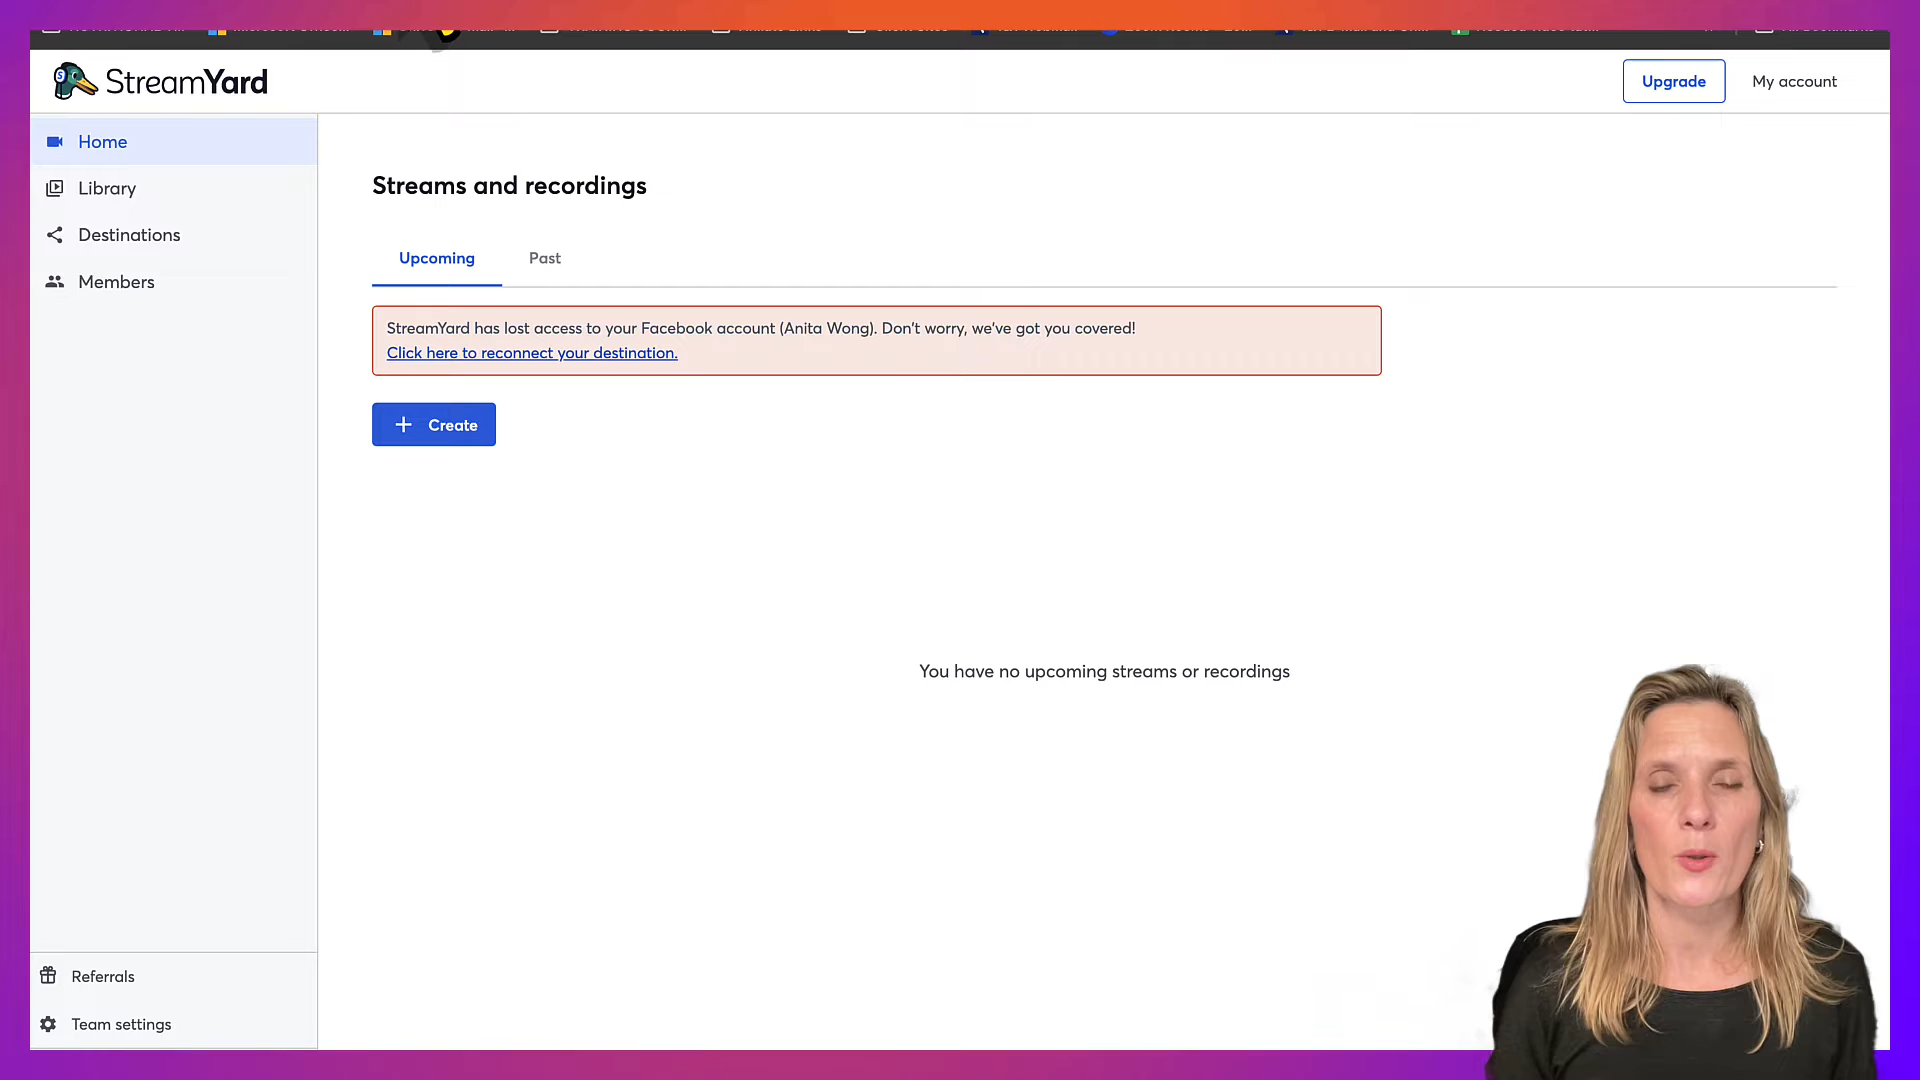 StreamYard
Upgrade
My account
Home
Library
Destinations
Members
Streams and recordings
Upcoming
Past
StreamYard has lost access to your Facebook account (Anita Wong). Don't worry, we've got you covered!
Click here to reconnect your destination.
+ Create
You have no upcoming streams or recordings
Referrals
Team settings